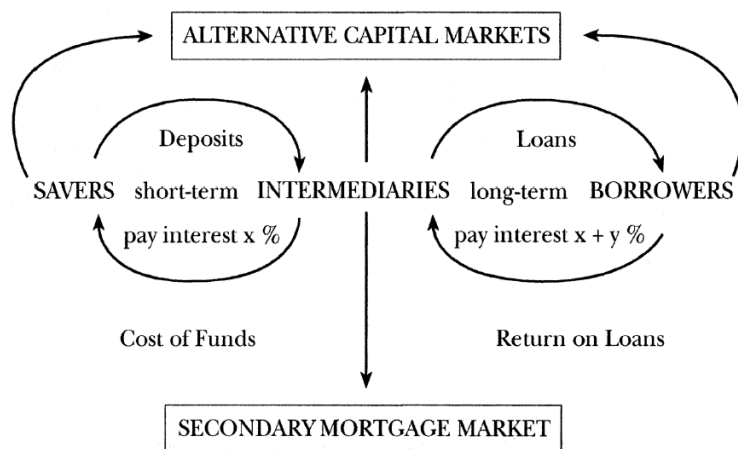 ALTERNATIVE CAPITAL MARKETS
Deposits Loans
SAVERS short-term INTERMEDIARIES long-term BORROWERS
pay interest x % pay interest x + y %
Cost of Funds Return on Loans
SECONDARY MORTGAGE MARKET